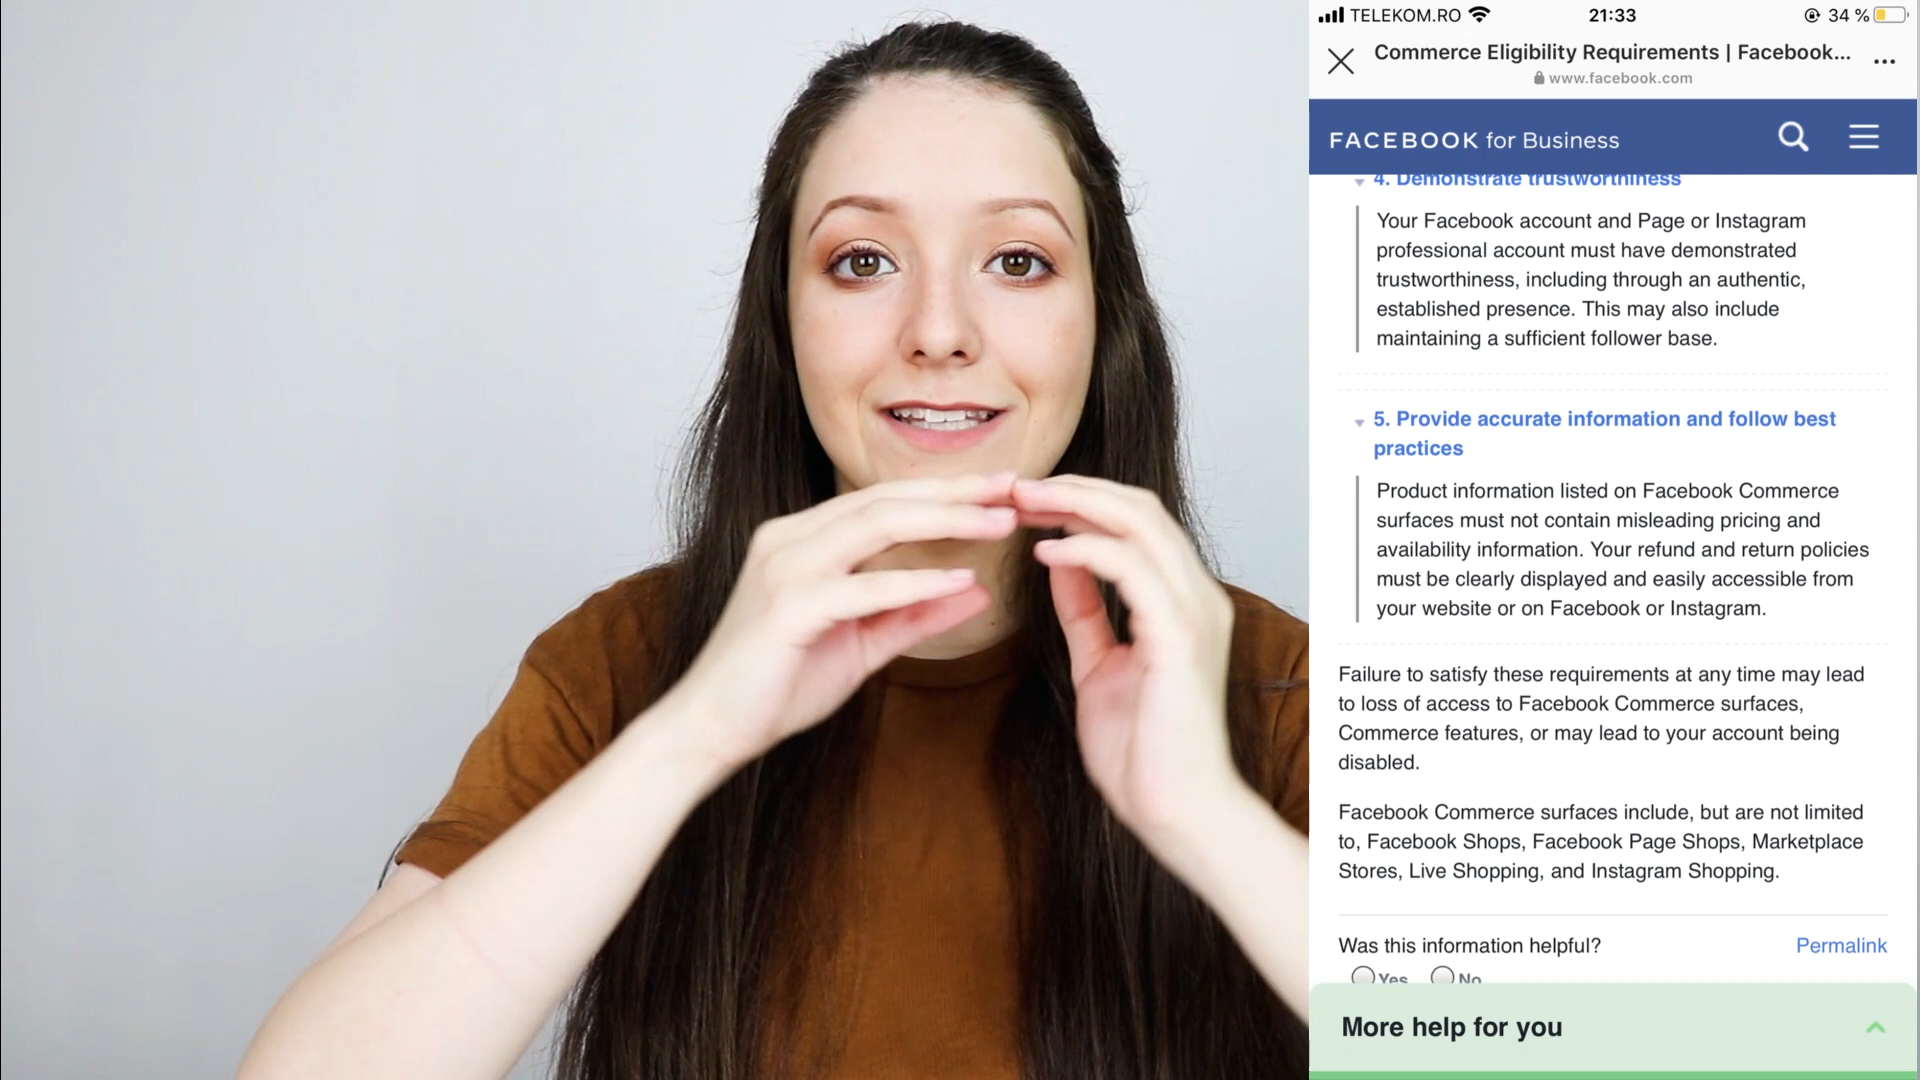 TELEKOM.RO
21:33
34 %
Commerce Eligibility Requirements | Facebook...
www.facebook.com
FACEBOOK for Business
4. Demonstrate trustworthiness
Your Facebook account and Page or Instagram
professional account must have demonstrated
trustworthiness, including through an authentic,
established presence. This may also include
maintaining a sufficient follower base.
5. Provide accurate information and follow best
practices
Product information listed on Facebook Commerce
surfaces must not contain misleading pricing and
availability information. Your refund and return policies
must be clearly displayed and easily accessible from
your website or on Facebook or Instagram.
Failure to satisfy these requirements at any time may lead
to loss of access to Facebook Commerce surfaces,
Commerce features, or may lead to your account being
disabled.
Facebook Commerce surfaces include, but are not limited
to, Facebook Shops, Facebook Page Shops, Marketplace
Stores, Live Shopping, and Instagram Shopping.
Was this information helpful?
Permalink
Yes No
More help for you